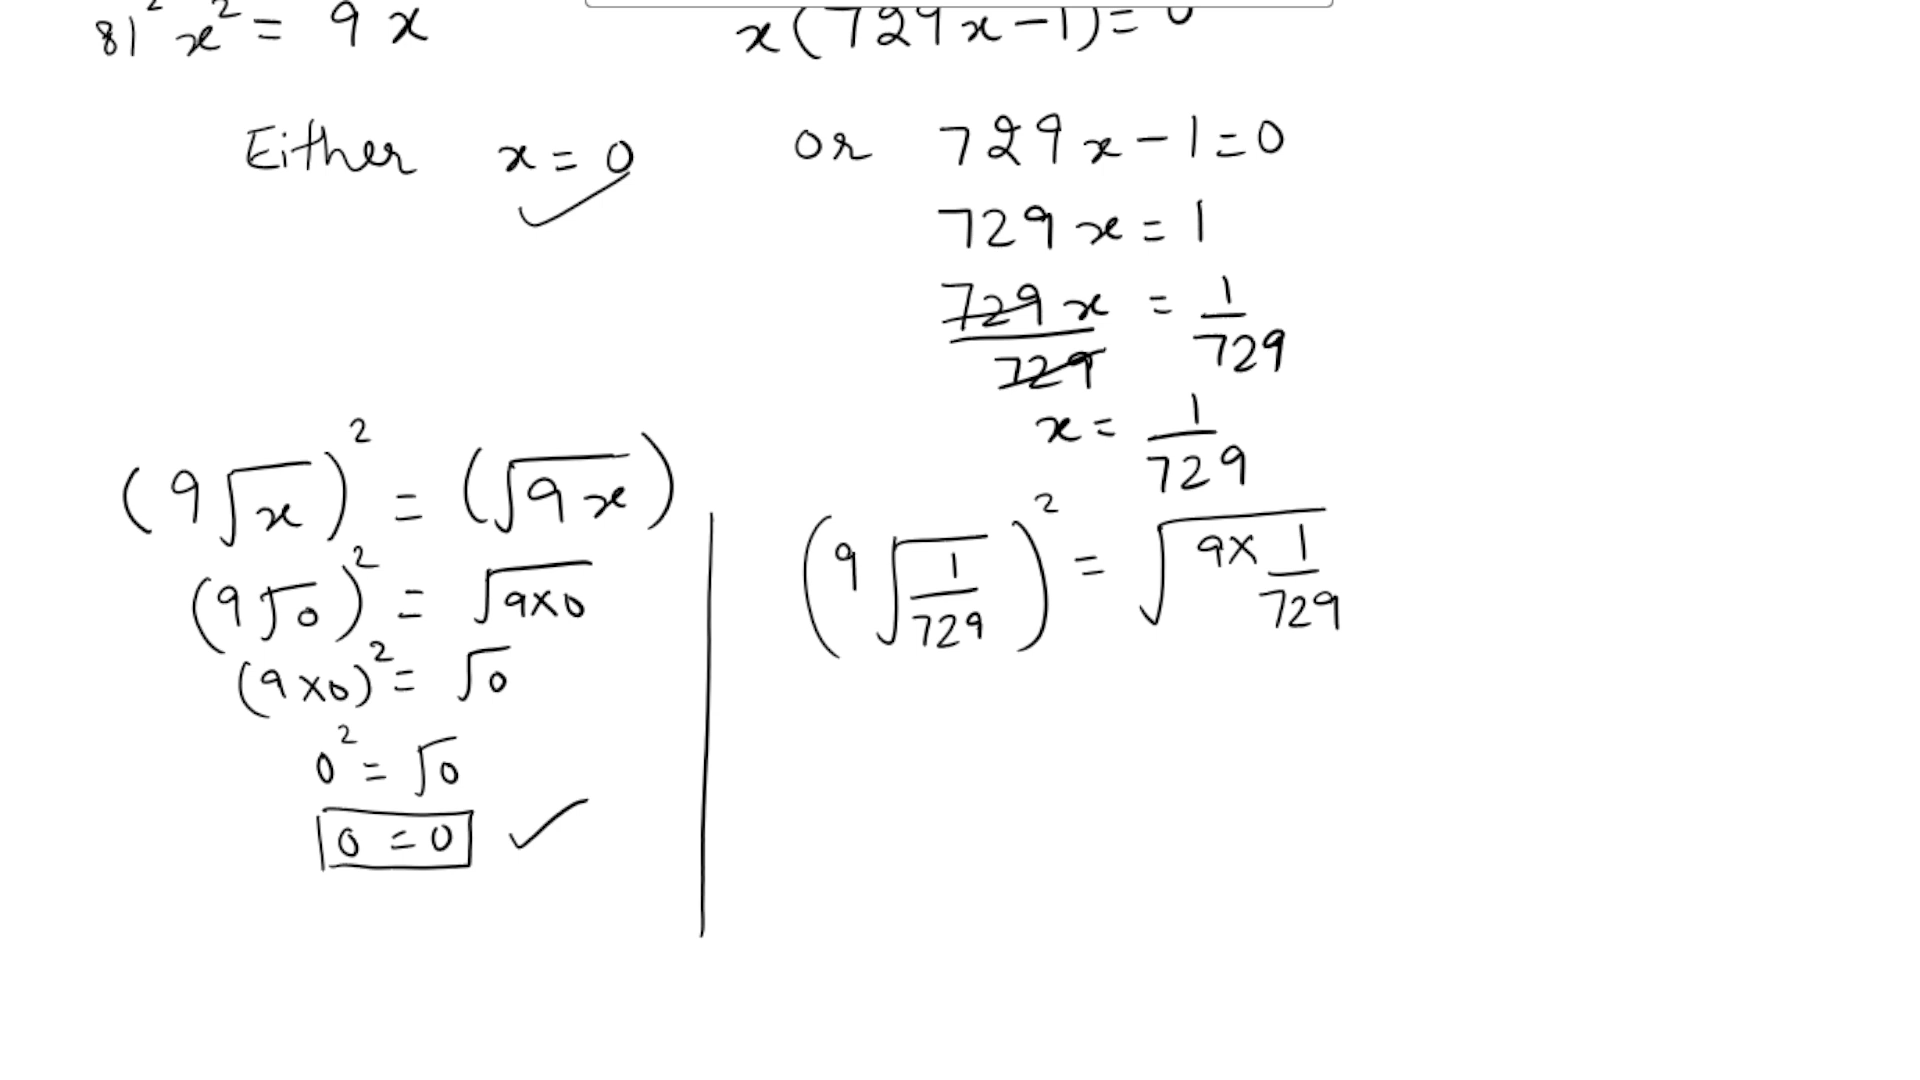 81² x² = 9x
x(729x-1)=0
Either x=0 or 729x-1=0
729x=1
729x/729 = 1/729
x= 1/729
(9√x)² = (√9x)
(9√0)² = √9×0
(9×0)² = √0
0² = √0
0 = 0
(9√1/729)² = √9×1/729